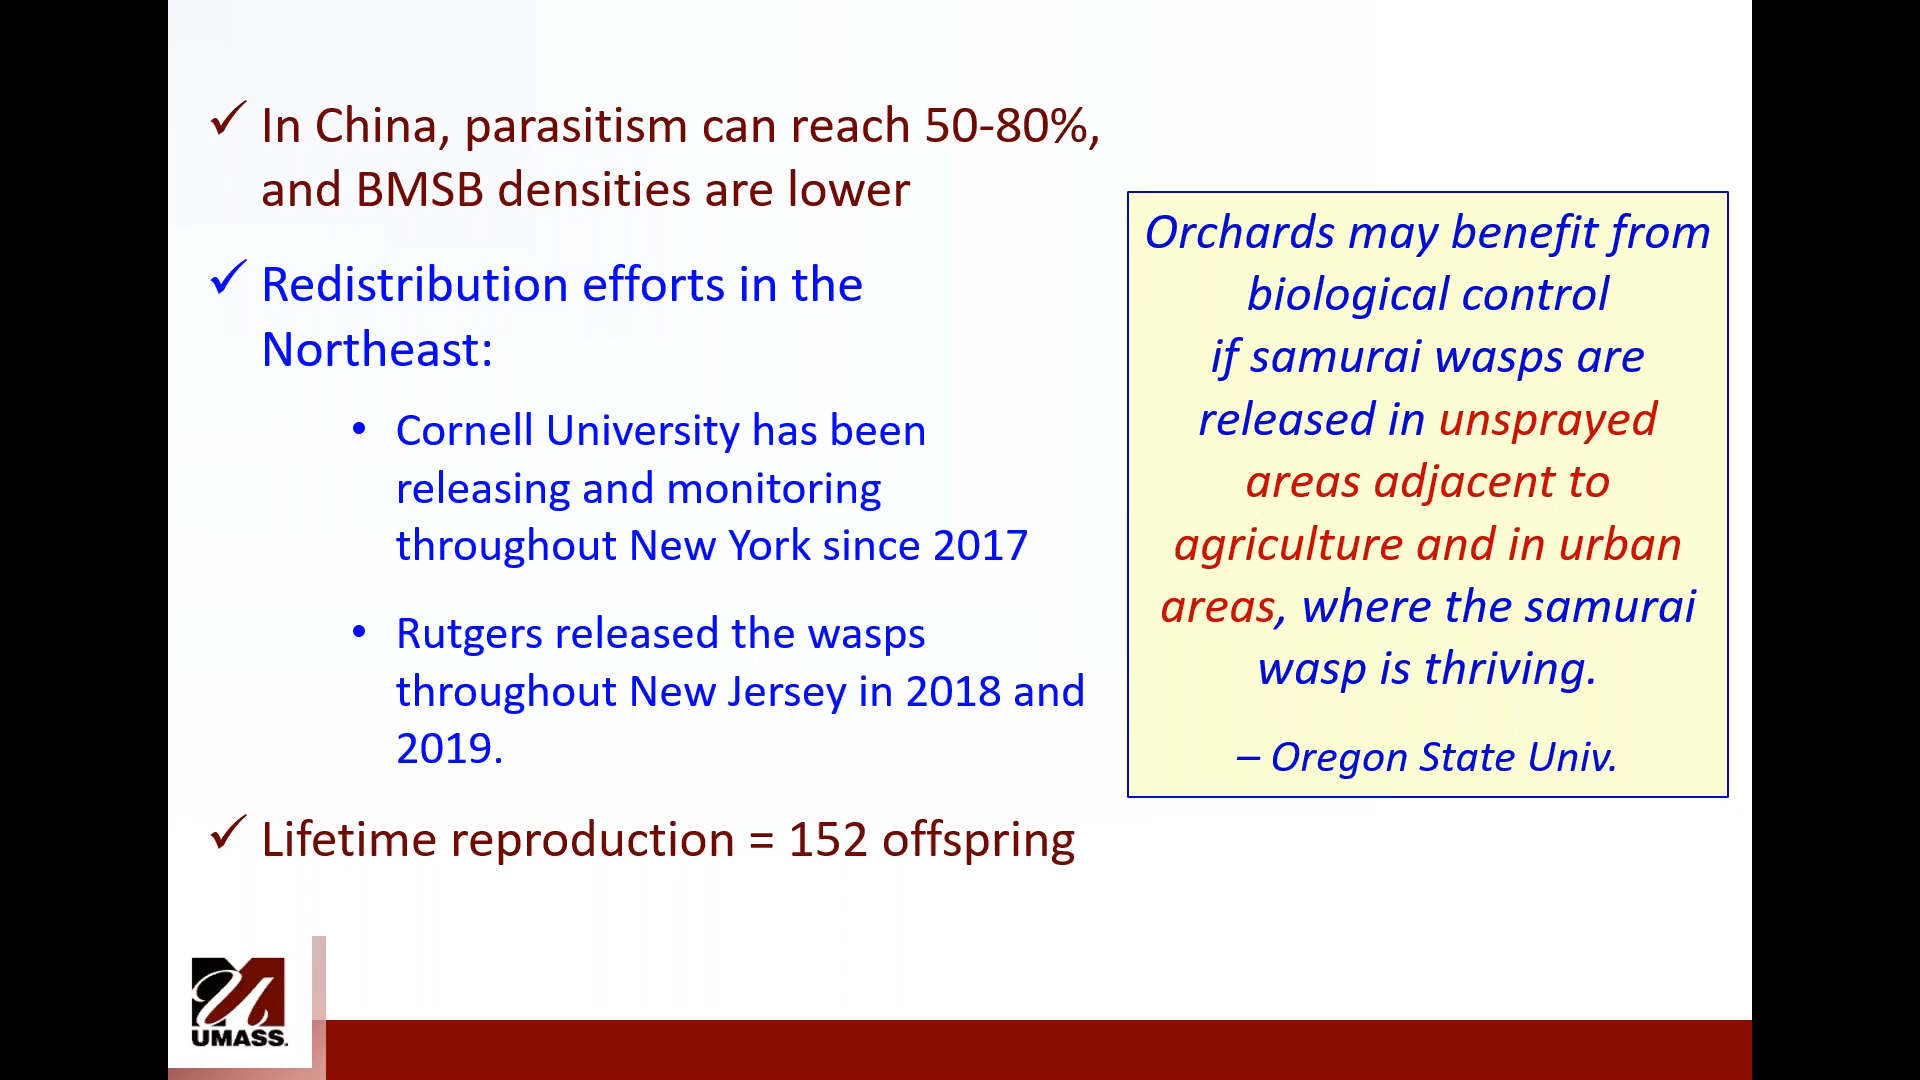 ✓ In China, parasitism can reach 50-80%,
and BMSB densities are lower
✓ Redistribution efforts in the
Northeast:
• Cornell University has been
releasing and monitoring
throughout New York since 2017
• Rutgers released the wasps
throughout New Jersey in 2018 and
2019.
✓ Lifetime reproduction = 152 offspring
Orchards may benefit from
biological control
if samurai wasps are
released in unsprayed
areas adjacent to
agriculture and in urban
areas, where the samurai
wasp is thriving.
– Oregon State Univ.
UMASS.